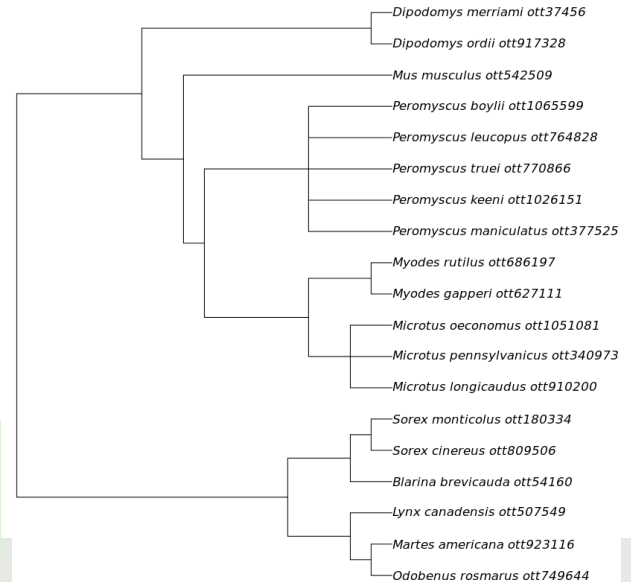 Dipodomys merriami ott37456
Dipodomys ordii ott917328
Mus musculus ott542509
Peromyscus boylii ott1065599
Peromyscus leucopus ott764828
Peromyscus truei ott770866
Peromyscus keeni ott1026151
Peromyscus maniculatus ott377525
Myodes rutilus ott686197
Myodes gapperi ott627111
Microtus oeconomus ott1051081
Microtus pennsylvanicus ott340973
Microtus longicaudus ott910200
Sorex monticolus ott180334
Sorex cinereus ott809506
Blarina brevicauda ott54160
Lynx canadensis ott507549
Martes americana ott923116
Odobenus rosmarus ott749644